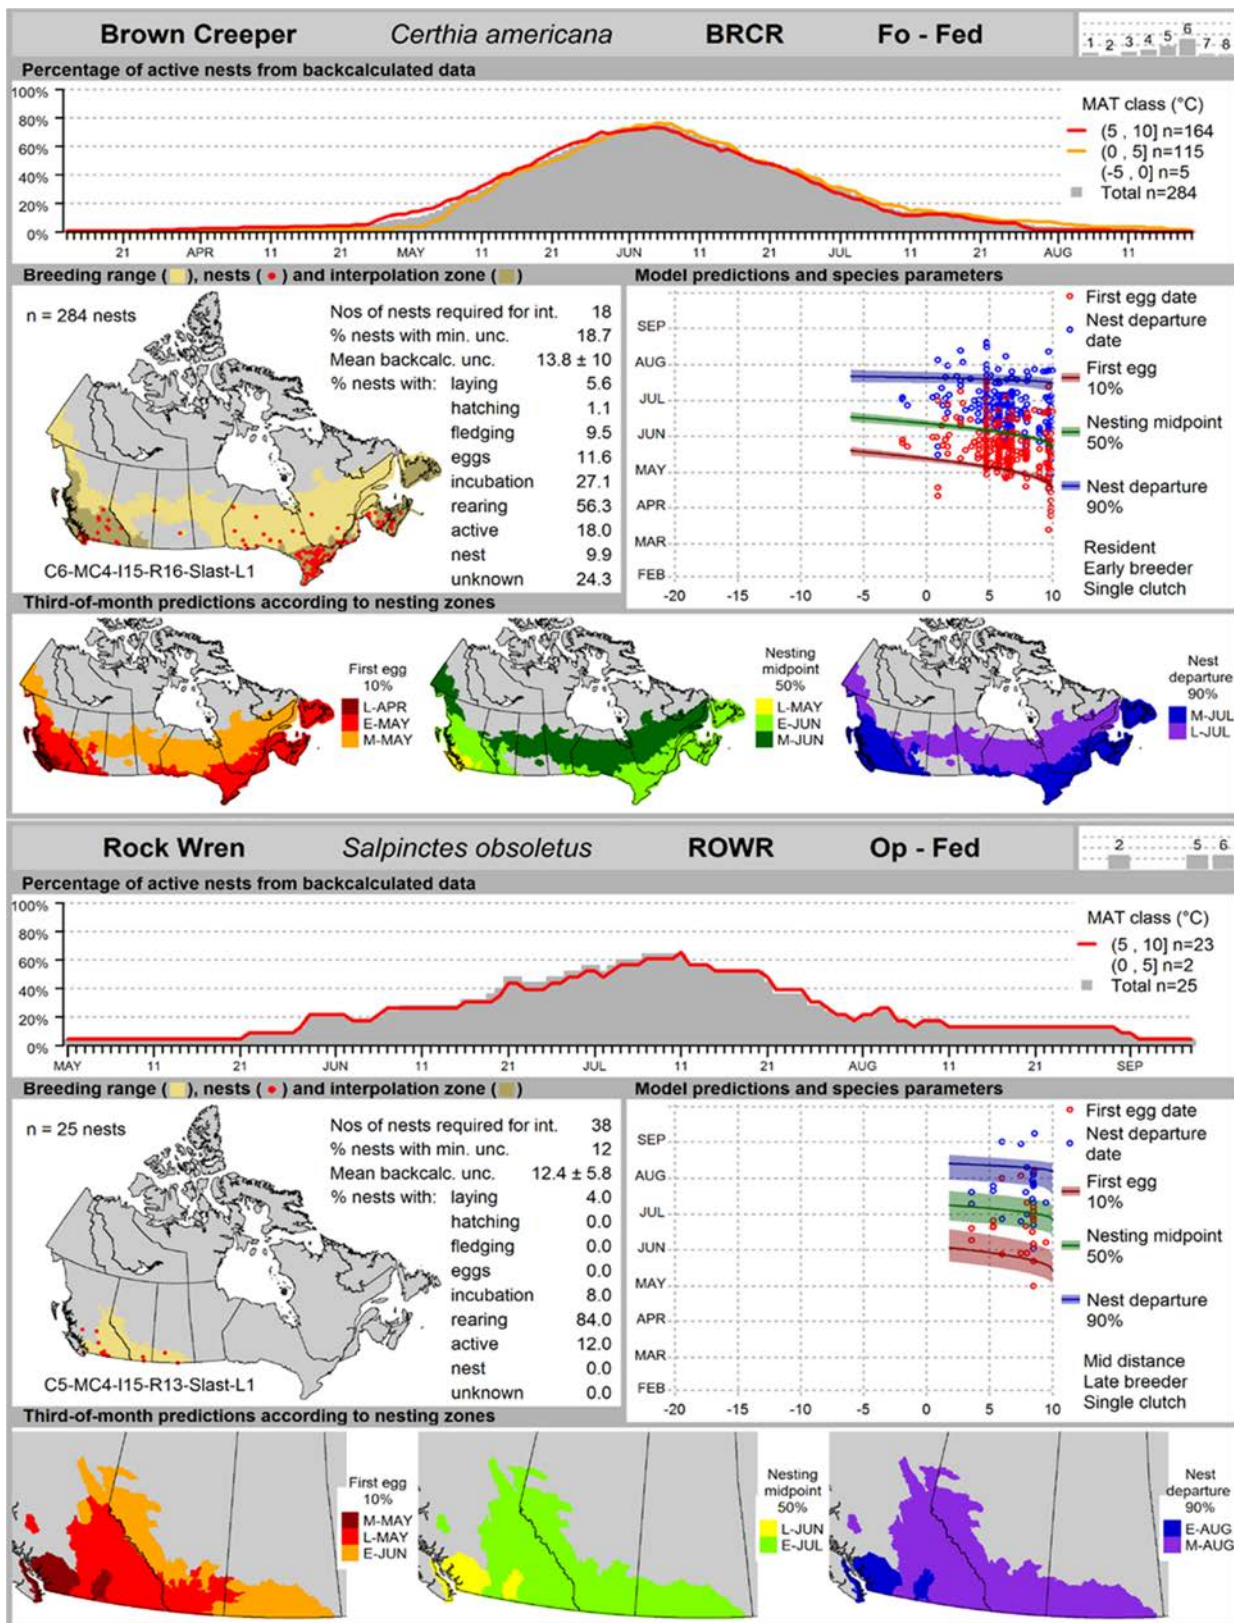 Brown Creeper Certhia americana BRCR Fo - Fed
1 2 3 4 5 6 7 8
Percentage of active nests from backcalculated data
100%
80%
60%
40%
20%
0%
21 APR 11 21 MAY 11 21 JUN 11 21 JUL 11 21 AUG 11
MAT class (°C)
(5 , 10] n=164
(0 , 5] n=115
(-5 , 0] n=5
Total n=284
Breeding range ( ), nests ( ) and interpolation zone ( )
n = 284 nests
Nos of nests required for int. 18
% nests with min. unc. 18.7
Mean backcalc. unc. 13.8 ± 10
% nests with: laying 5.6
hatching 1.1
fledging 9.5
eggs 11.6
incubation 27.1
rearing 56.3
active 18.0
nest 9.9
unknown 24.3
C6-MC4-I15-R16-Slast-L1
Model predictions and species parameters
SEP
AUG
JUL
JUN
MAY
APR
MAR
FEB
-20 -15 -10 -5 0 5 10
First egg date
Nest departure
date
First egg
10%
Nesting midpoint
50%
Nest departure
90%
Resident
Early breeder
Single clutch
Third-of-month predictions according to nesting zones
First egg
10%
L-APR
E-MAY
M-MAY
Nesting
midpoint
50%
L-MAY
E-JUN
M-JUN
Nest
departure
90%
M-JUL
L-JUL
Rock Wren Salpinctes obsoletus ROWR Op - Fed
2 5 6
Percentage of active nests from backcalculated data
100%
80%
60%
40%
20%
0%
MAY 11 21 JUN 11 21 JUL 11 21 AUG 11 21 SEP
MAT class (°C)
(5 , 10] n=23
(0 , 5] n=2
Total n=25
Breeding range ( ), nests ( ) and interpolation zone ( )
n = 25 nests
Nos of nests required for int. 38
% nests with min. unc. 12
Mean backcalc. unc. 12.4 ± 5.8
% nests with: laying 4.0
hatching 0.0
fledging 0.0
eggs 0.0
incubation 8.0
rearing 84.0
active 12.0
nest 0.0
unknown 0.0
C5-MC4-I15-R13-Slast-L1
Model predictions and species parameters
SEP
AUG
JUL
JUN
MAY
APR
MAR
FEB
-20 -15 -10 -5 0 5 10
First egg date
Nest departure
date
First egg
10%
Nesting midpoint
50%
Nest departure
90%
Mid distance
Late breeder
Single clutch
Third-of-month predictions according to nesting zones
First egg
10%
M-MAY
L-MAY
E-JUN
Nesting
midpoint
50%
L-JUN
E-JUL
Nest
departure
90%
E-AUG
M-AUG